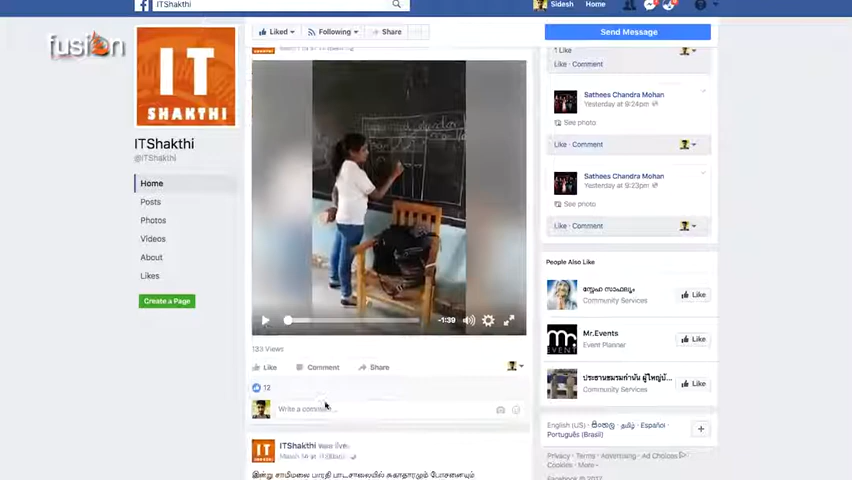 ITShakthi
Sidesh
Home
fusion
IT
SHAKTHI
ITShakthi
@ITShakthi
Home
Posts
Photos
Videos
About
Likes
Create a Page
Liked
Following
Share
-1:39
Views
Like
Comment
Share
12
Write a comment...
ITShakthi
Send Message
1 Like
Like · Comment
Sathees Chandra Mohan
Yesterday at 9:24pm
See photo
Like · Comment
Sathees Chandra Mohan
Yesterday at 9:23pm
See photo
Like · Comment
People Also Like
Community Services
Like
Mr.Events
Event Planner
Like
Community Services
Like
English (US) · සිංහල · தமிழ் · Español ·
Português (Brasil)
Privacy · Terms · Advertising · Ad Choices
Cookies · More
Facebook © 2017